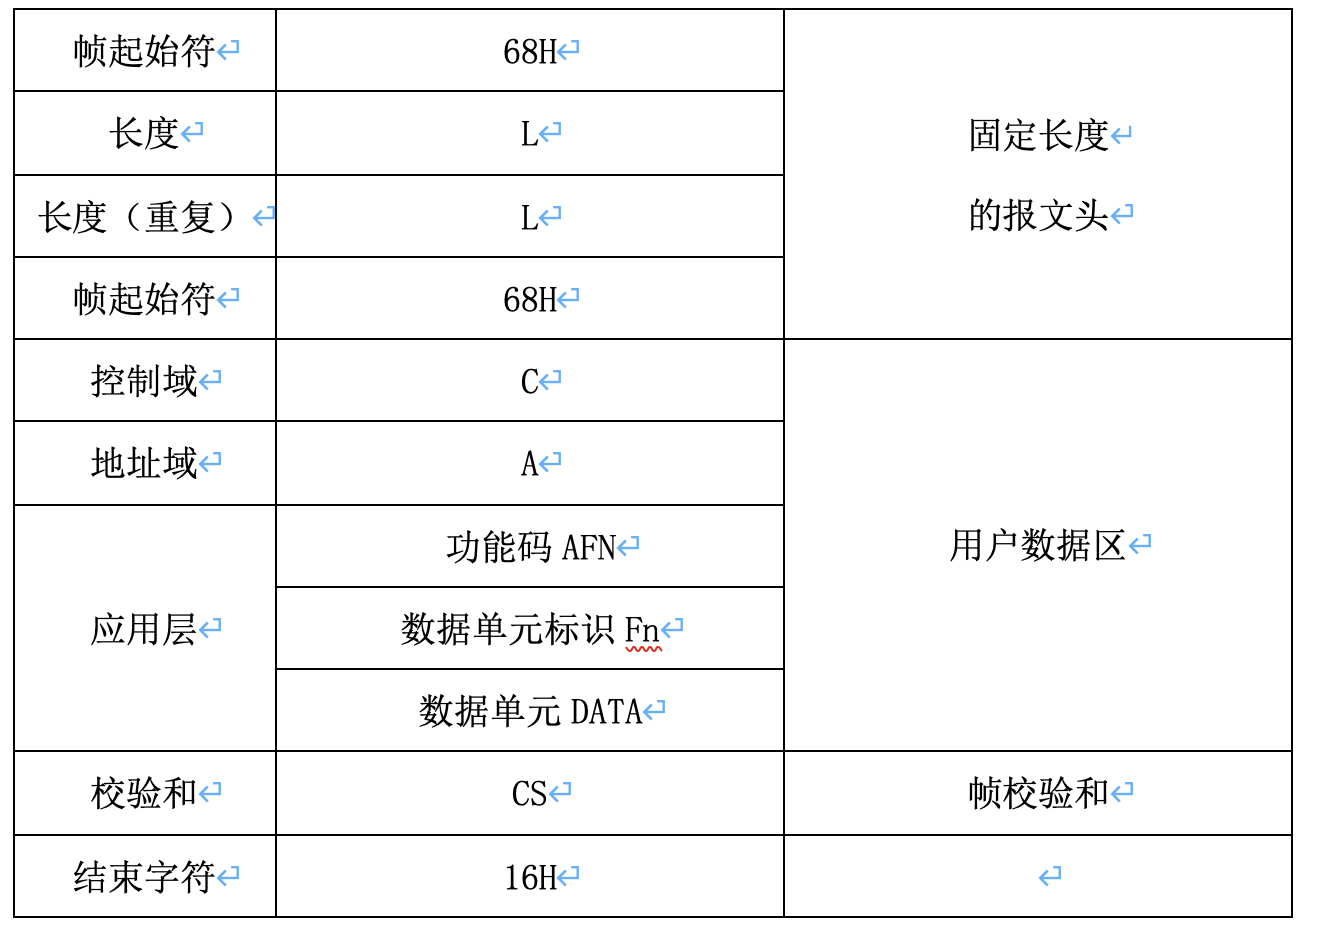 帧起始符 68H
固定长度
的报文头
长度 L
长度（重复） L
帧起始符 68H
控制域 C
用户数据区
地址域 A
应用层
功能码 AFN
数据单元标识 Fn
数据单元 DATA
校验和 CS 帧校验和
结束字符 16H